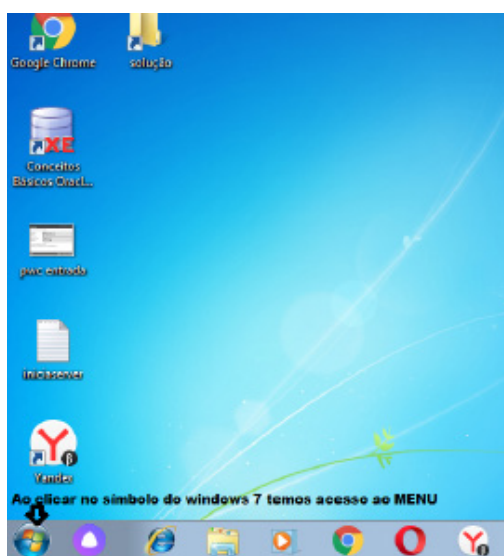 Google Chrome
solução
XE
Conceitos
Básicos Oracl...
pwc entrada
iniciaserver
Yandex
Ao clicar no símbolo do windows 7 temos acesso ao MENU